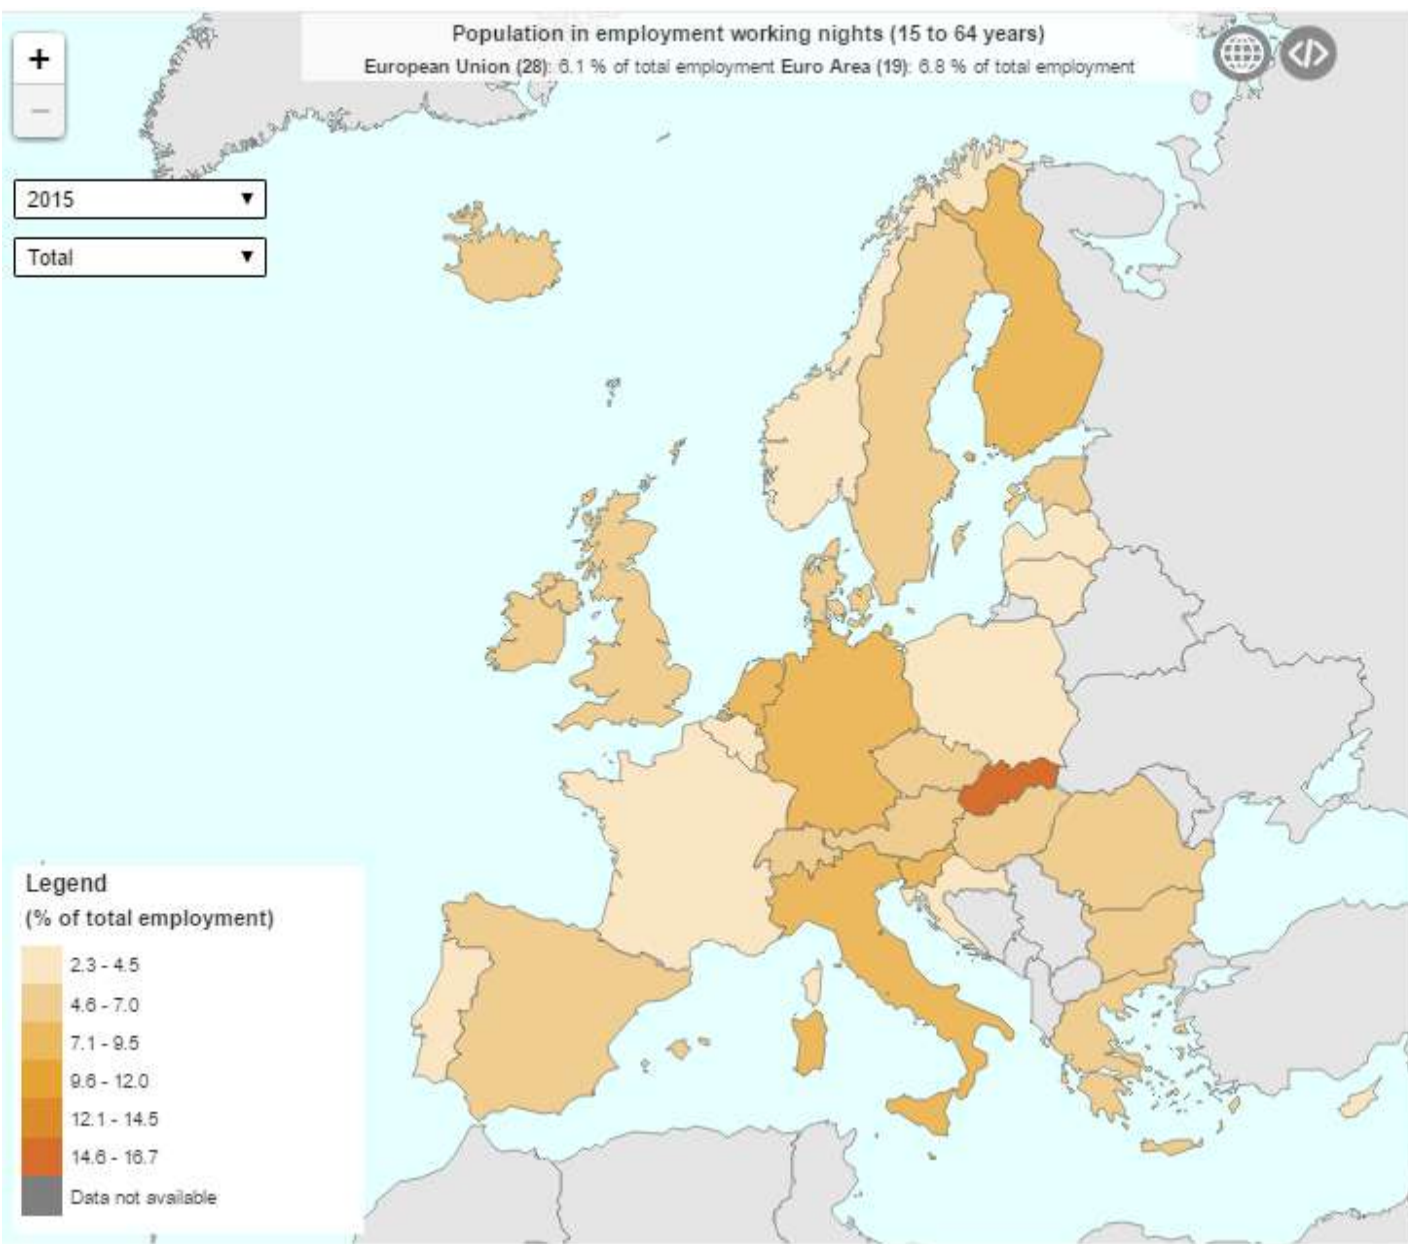 Population in employment working nights (15 to 64 years)
European Union (28): 6.1 % of total employment Euro Area (19): 6.8 % of total employment
+
−
2015
Total
Legend
(% of total employment)
2.3 - 4.5
4.6 - 7.0
7.1 - 9.5
9.6 - 12.0
12.1 - 14.5
14.6 - 16.7
Data not available